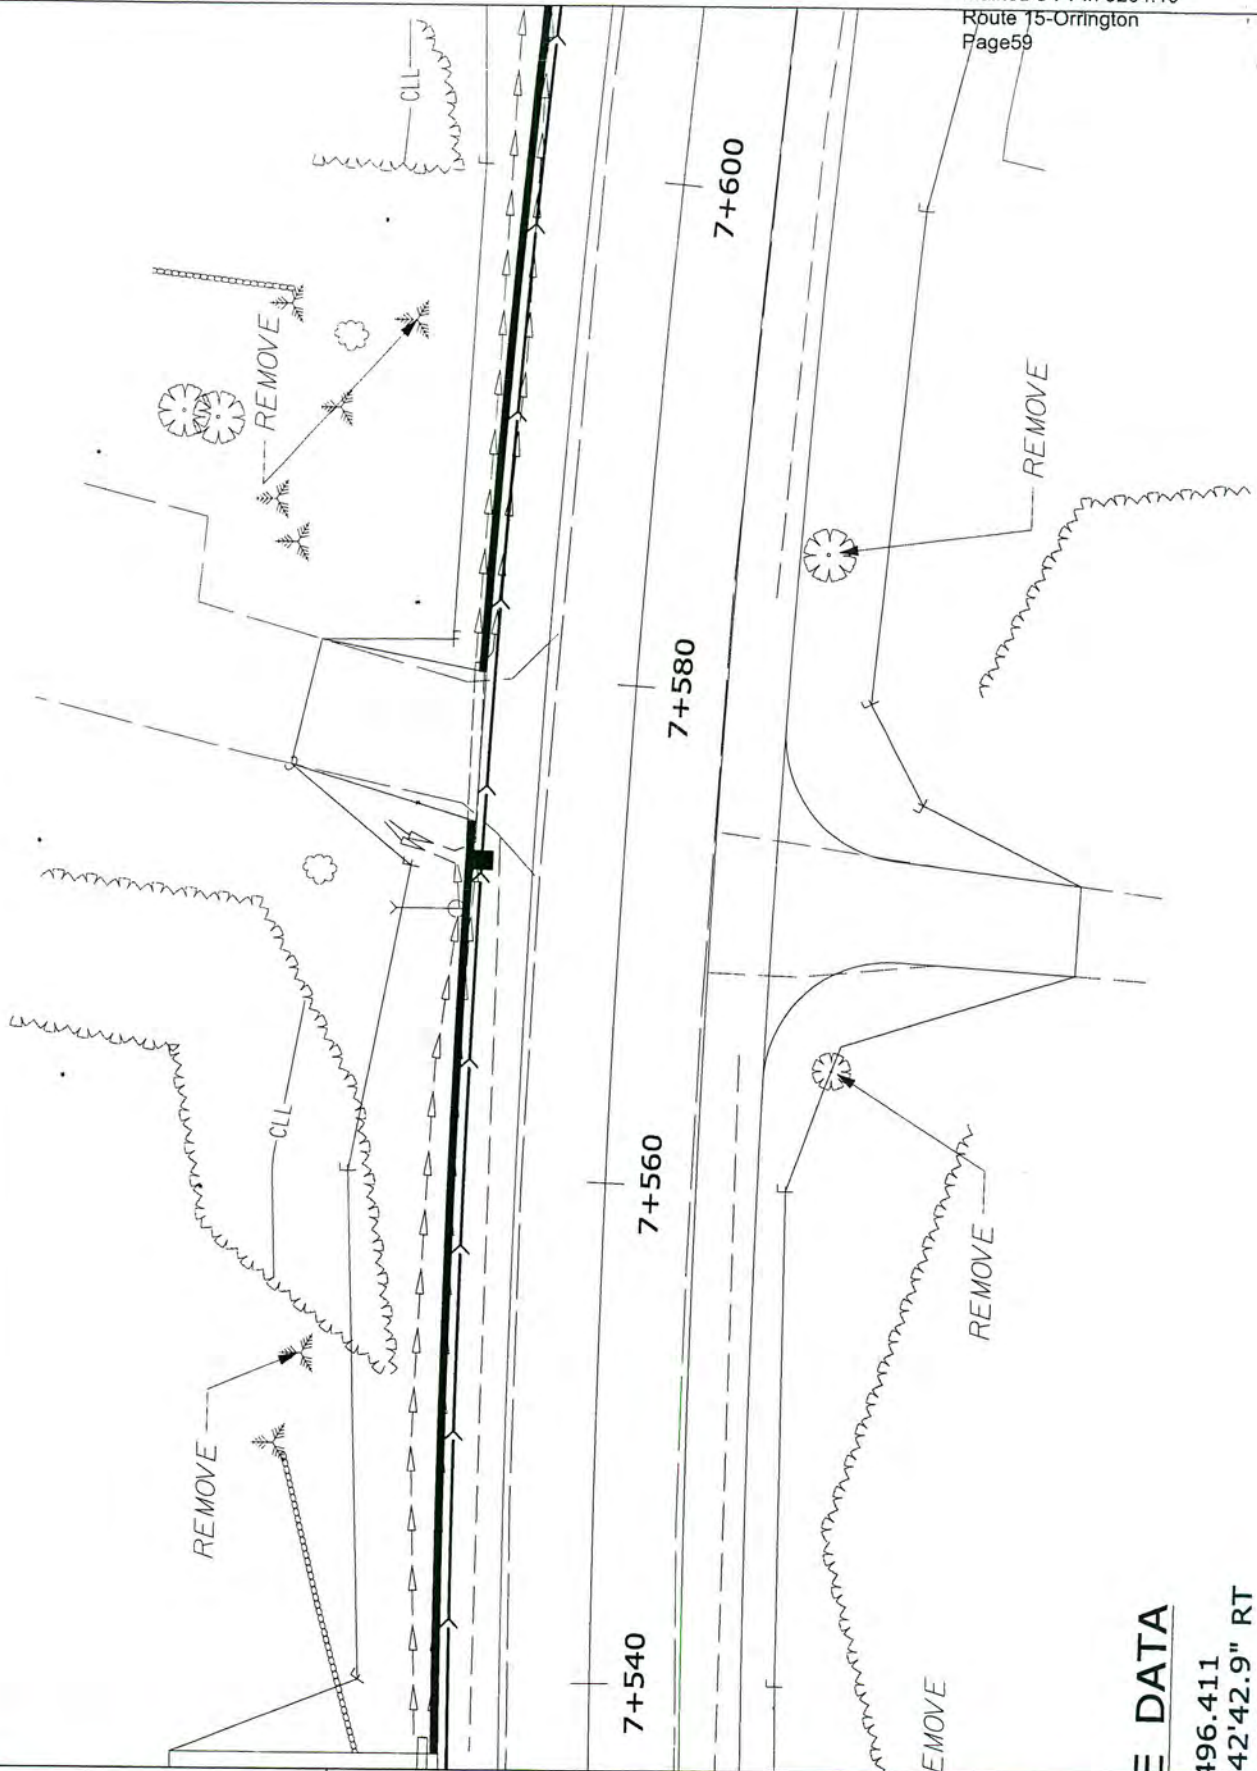 Route 15-Orrington
Page59
CLL
7+600
REMOVE
REMOVE
7+580
7+560
CLL
REMOVE
REMOVE
7+540
EMOVE
E DATA
496.411
42'42.9" RT